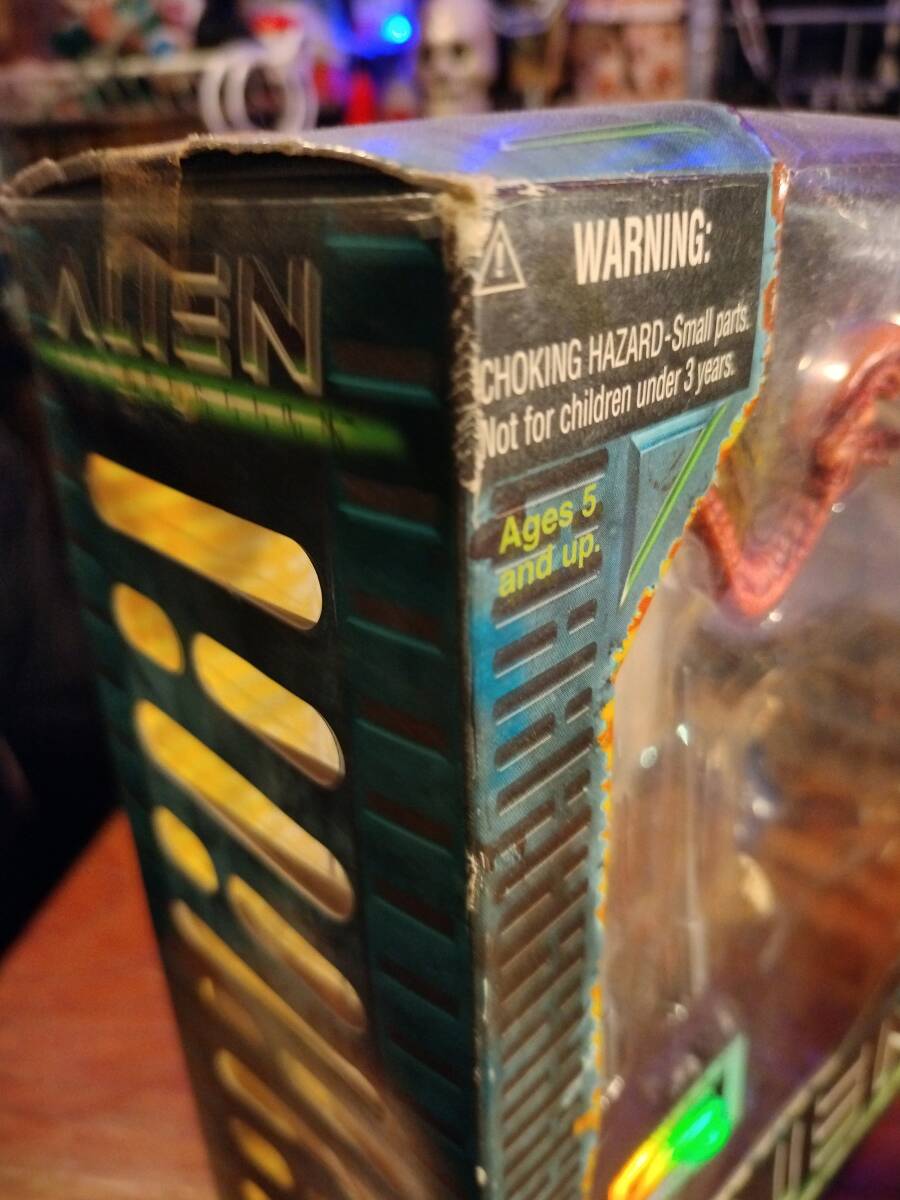 ALIEN
WARNING:
CHOKING HAZARD-Small parts.
Not for children under 3 years.
Ages 5
and up.